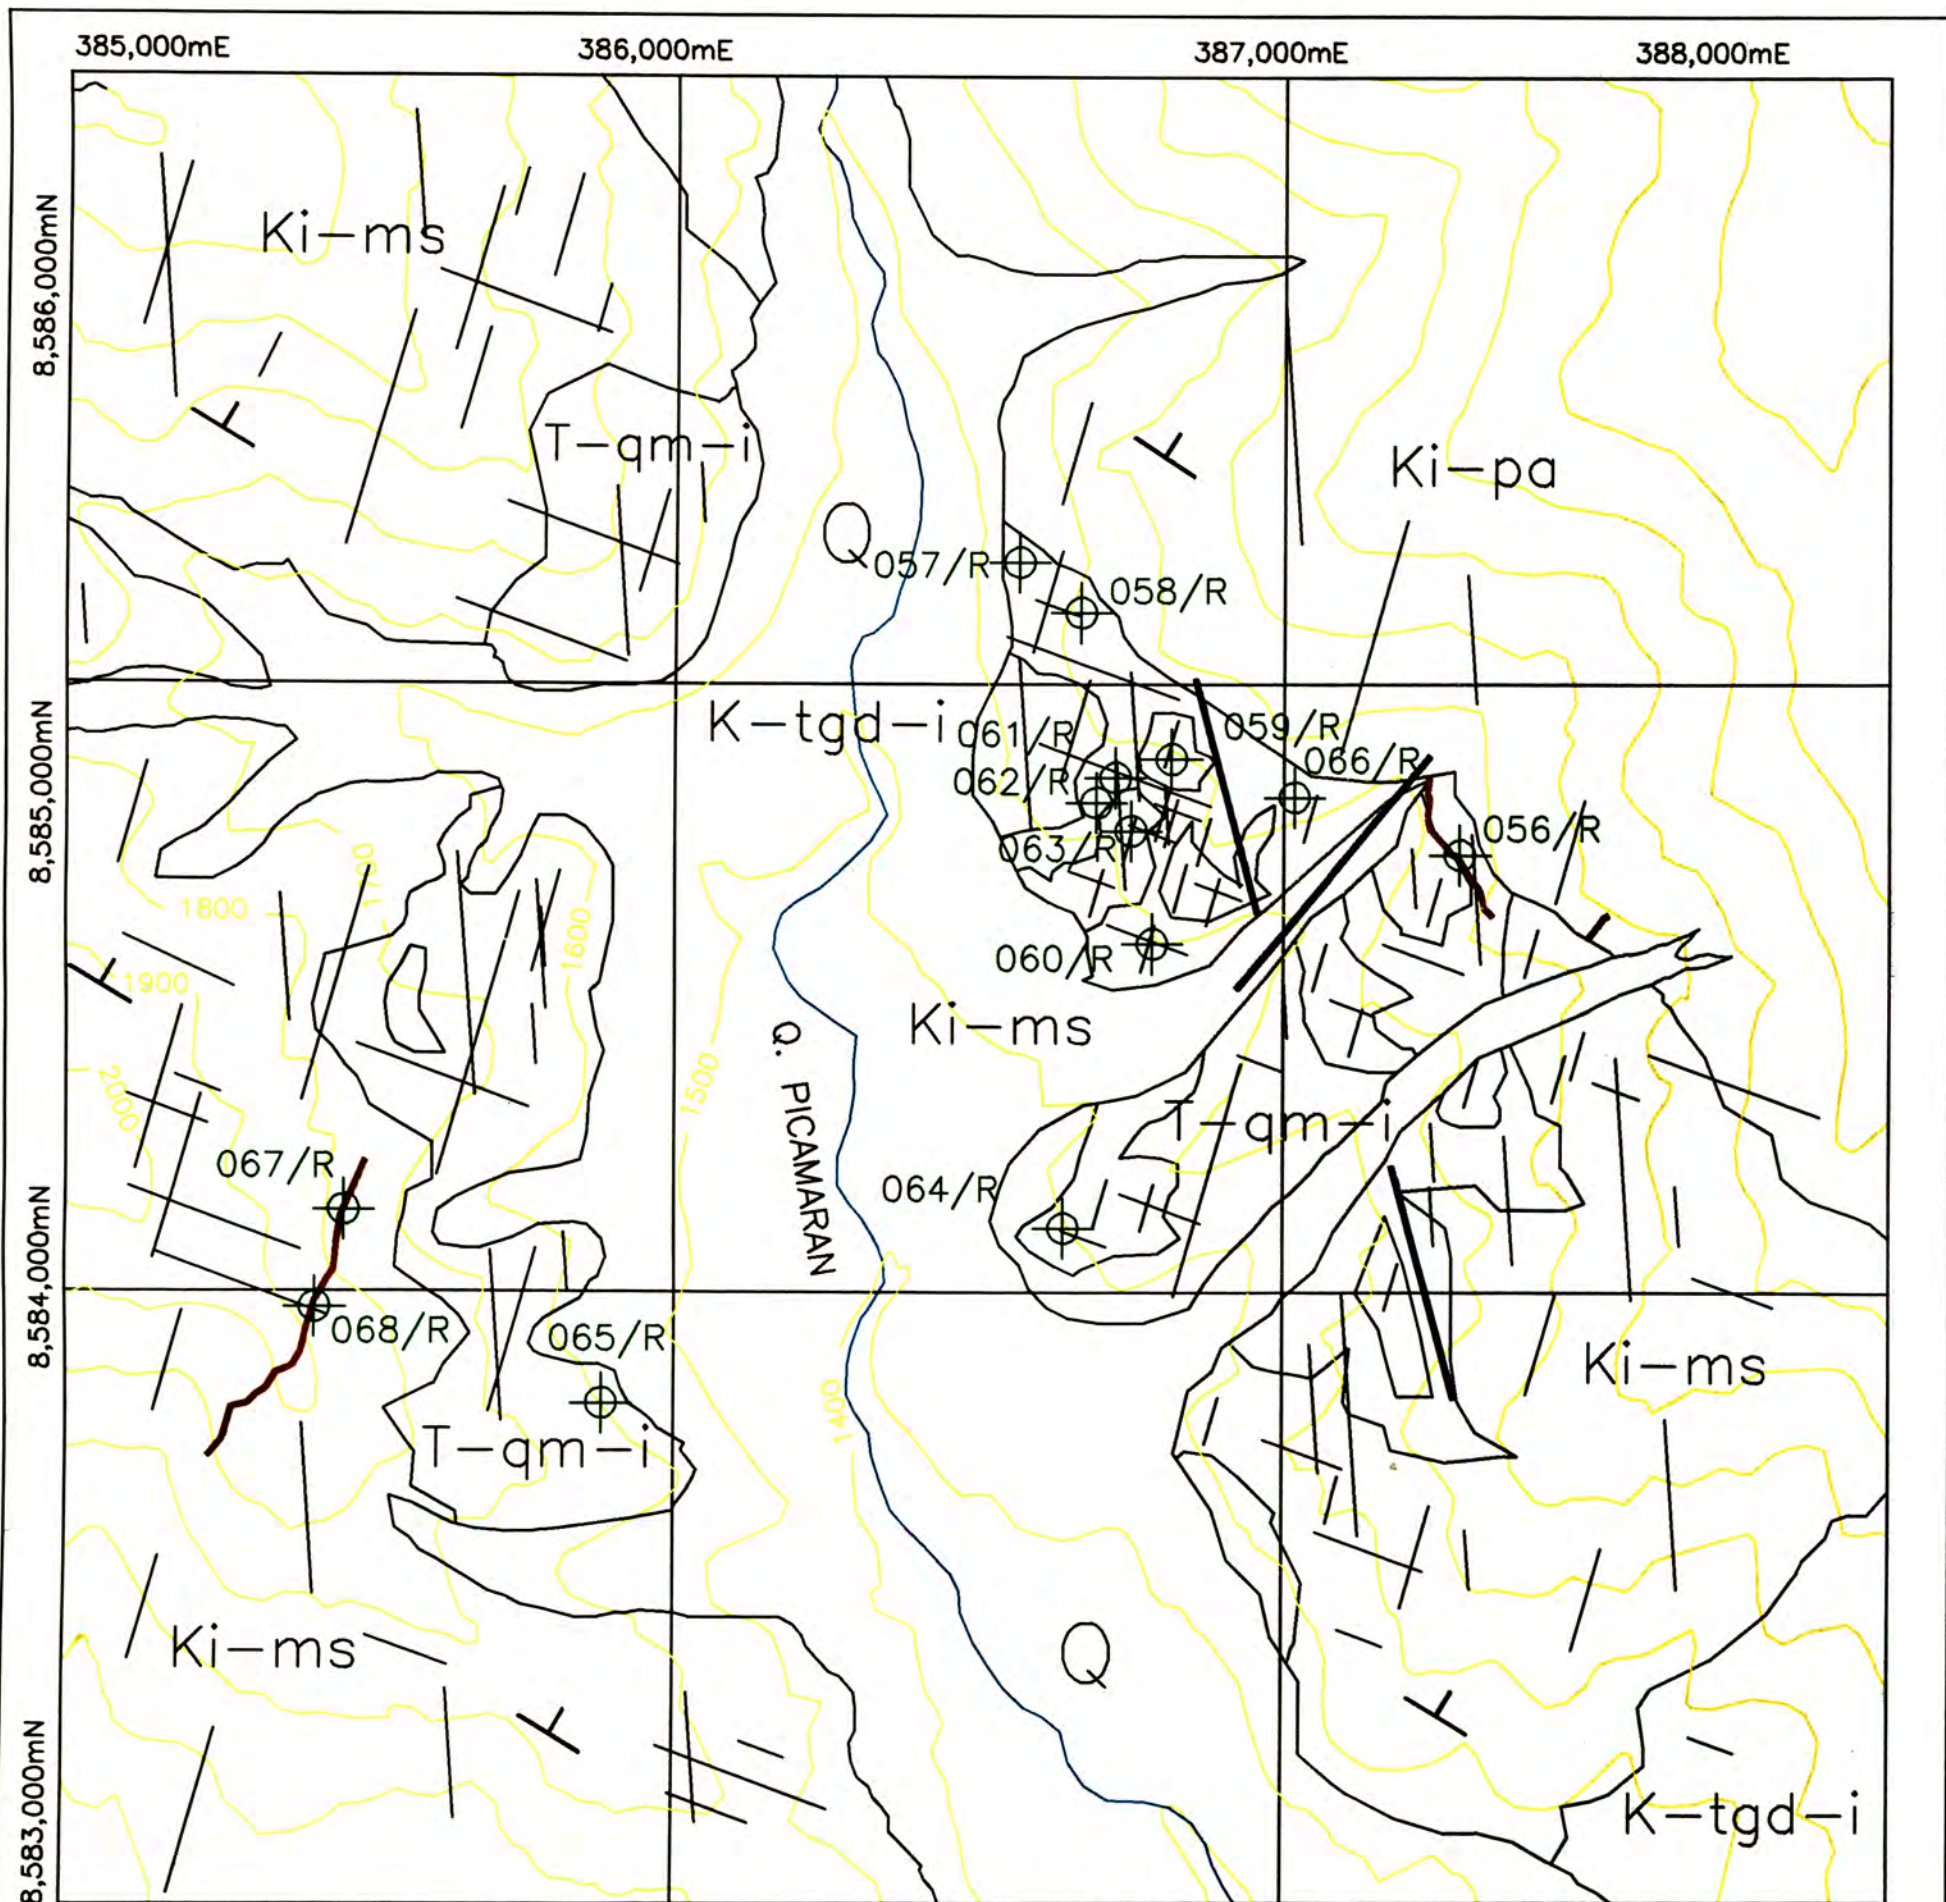 385,000mE 386,000mE 387,000mE 388,000mE
8,586,000mN
Ki-ms
T-qm-i
Ki-pa
Q
057/R
058/R
8,585,000mN
K-tgd-i
061/R
059/R
062/R
066/R
063/R
056/R
1700
1800
1600
060/R
1900
Ki-ms
Q. PICAMARAN
2000
1500
T-qm-i
067/R
064/R
8,584,000mN
068/R
065/R
Ki-ms
1400
T-qm-i
Ki-ms
Q
8,583,000mN
K-tgd-i